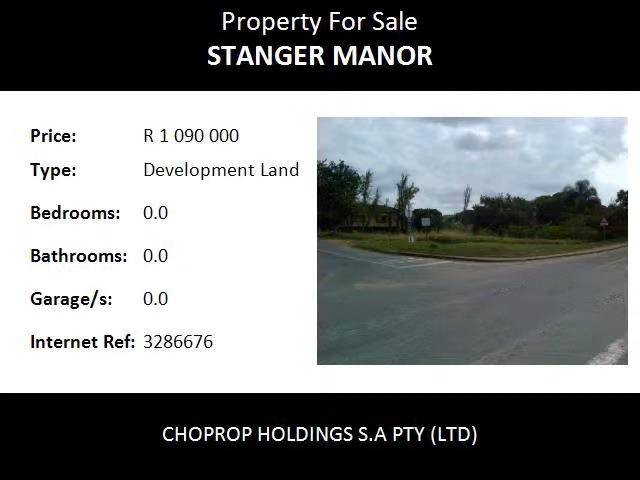 Property For Sale
STANGER MANOR
Price: R 1 090 000
Type: Development Land
Bedrooms: 0.0
Bathrooms: 0.0
Garage/s: 0.0
Internet Ref: 3286676
CHOPROP HOLDINGS S.A PTY (LTD)